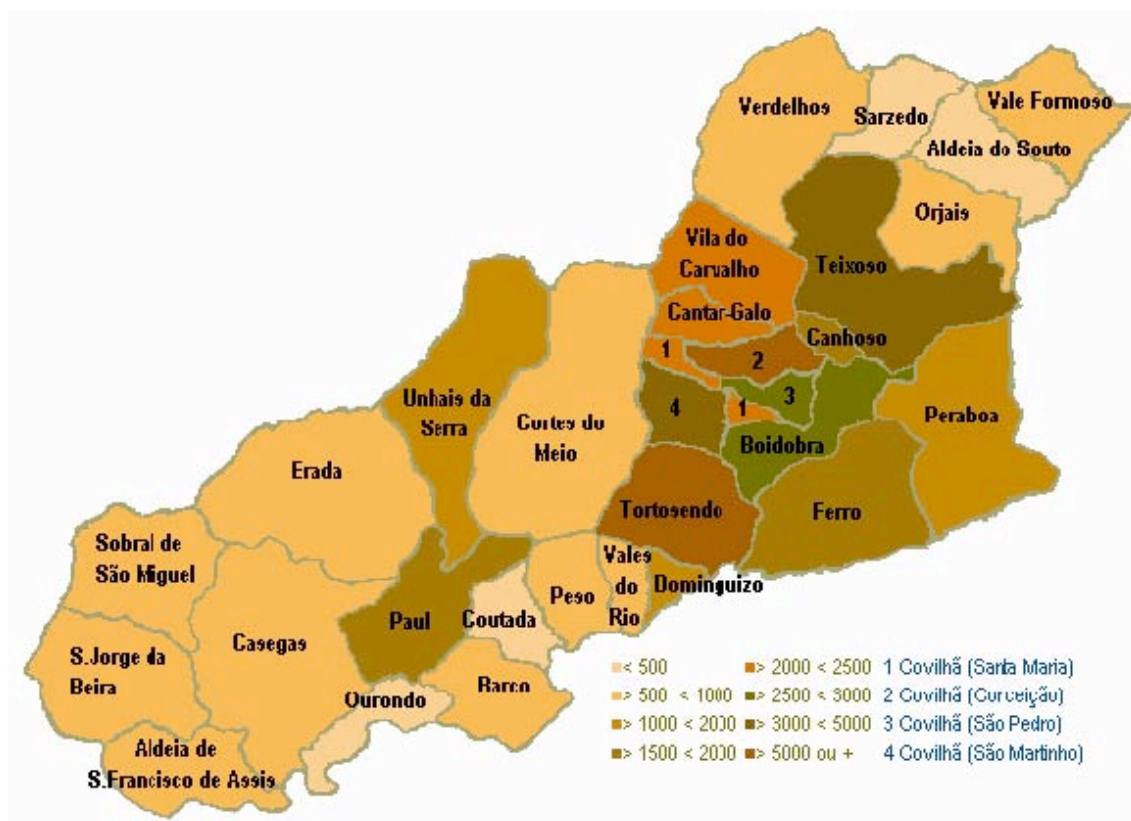 Verdelhos
Sarzedo
Vale Formoso
Aldeia do Souto
Orjais
Vila do
Carvalho
Teixoso
Cantar-Galo
Canhoso
1
2
3
4
1
Unhais da
Serra
Cortes do
Meio
Peraboa
Boidobra
Erada
Tortosendo
Ferro
Sobral de
São Miguel
Vales
do
Rio
Dominguizo
Peso
Paul
Coutada
Casegas
S.Jorge da
Beira
Barco
Ourondo
Aldeia de
S.Francisco de Assis
< 500
> 2000 < 2500
1 Covilhã (Santa Maria)
> 500 < 1000
> 2500 < 3000
2 Covilhã (Conceição)
> 1000 < 2000
> 3000 < 5000
3 Covilhã (São Pedro)
> 1500 < 2000
> 5000 ou +
4 Covilhã (São Martinho)